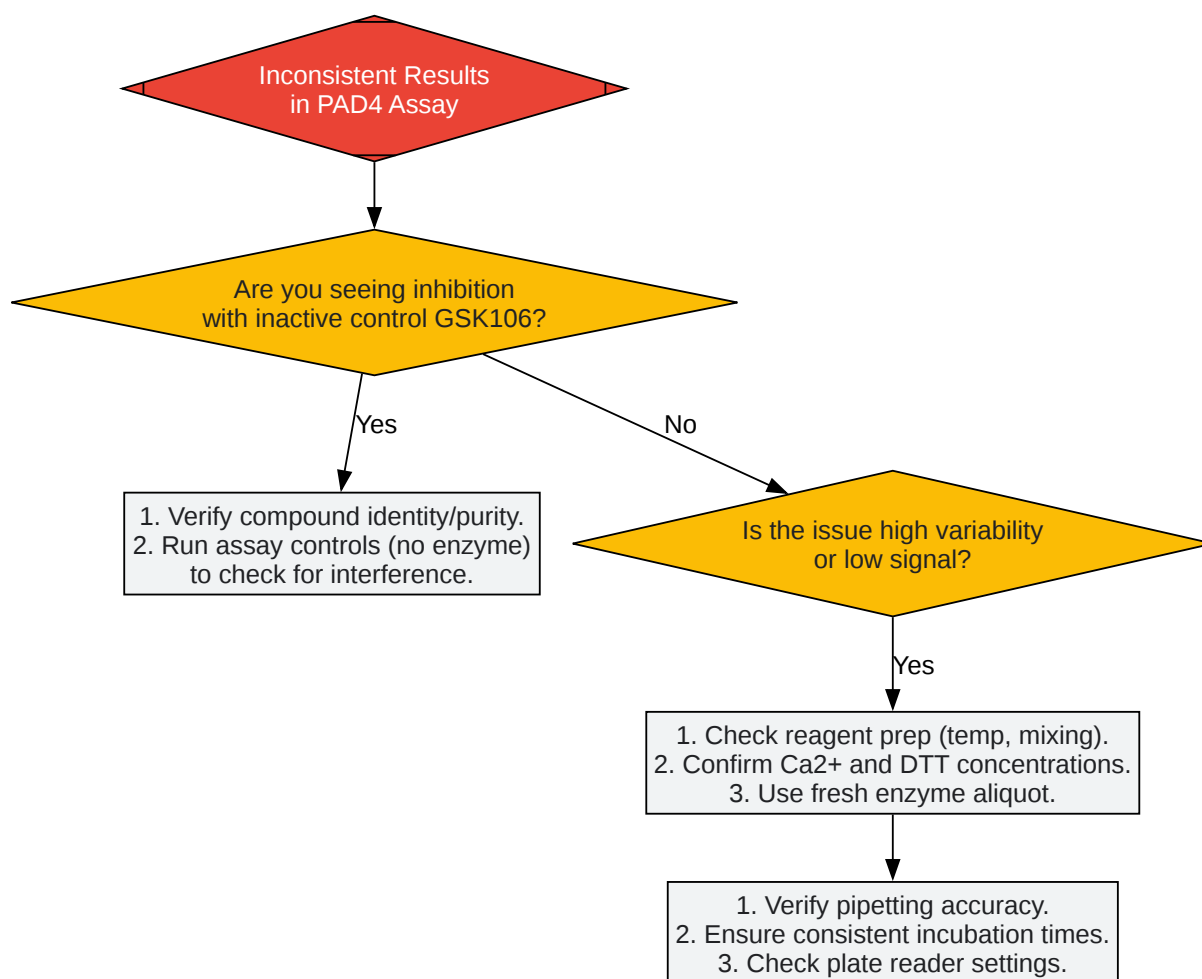 Inconsistent Results
in PAD4 Assay
Are you seeing inhibition
with inactive control GSK106?
Yes
No
1. Verify compound identity/purity.
2. Run assay controls (no enzyme)
to check for interference.
Is the issue high variability
or low signal?
Yes
1. Check reagent prep (temp, mixing).
2. Confirm Ca2+ and DTT concentrations.
3. Use fresh enzyme aliquot.
1. Verify pipetting accuracy.
2. Ensure consistent incubation times.
3. Check plate reader settings.